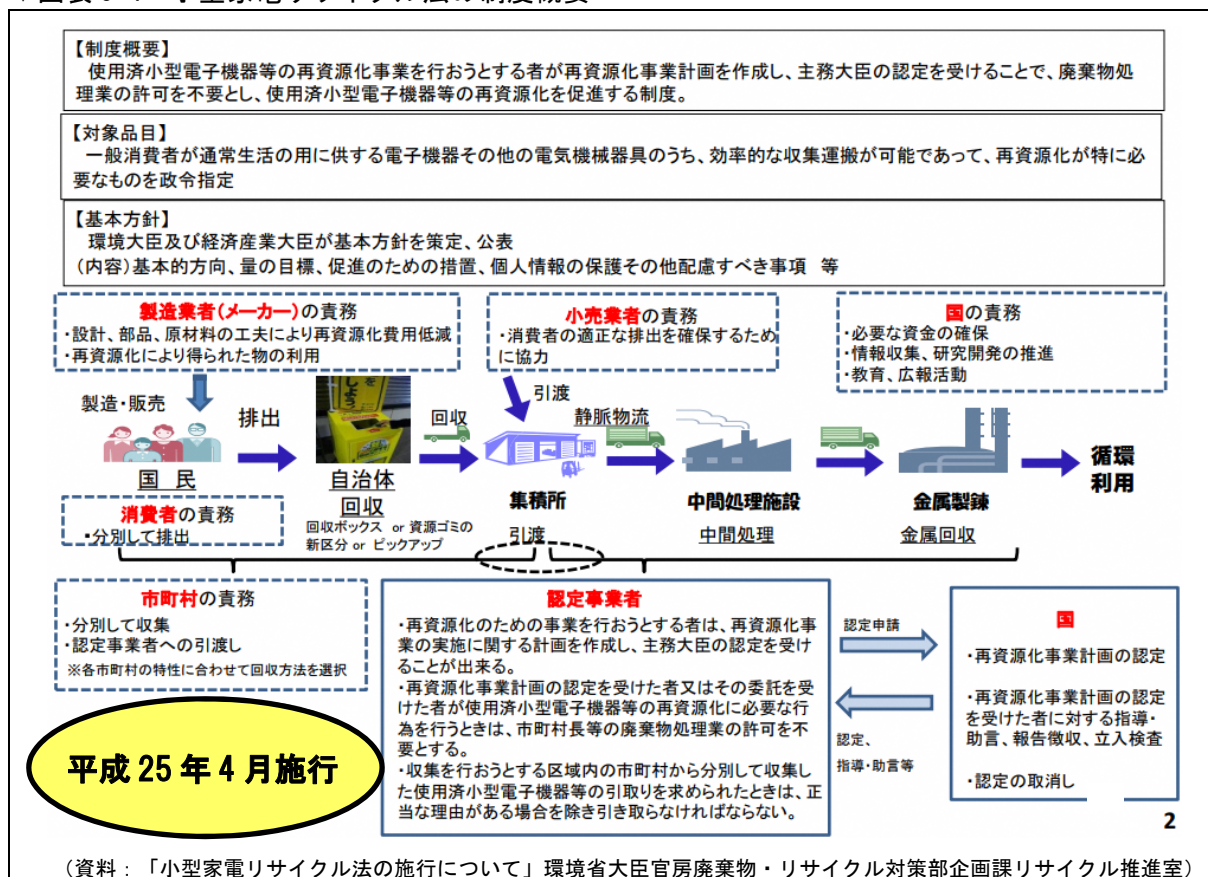 【制度概要】
使用済小型電子機器等の再資源化事業を行おうとする者が再資源化事業計画を作成し、主務大臣の認定を受けることで、廃棄物処
理業の許可を不要とし、使用済小型電子機器等の再資源化を促進する制度。
【対象品目】
一般消費者が通常生活の用に供する電子機器その他の電気機械器具のうち、効率的な収集運搬が可能であって、再資源化が特に必
要なものを政令指定
【基本方針】
環境大臣及び経済産業大臣が基本方針を策定、公表
(内容)基本的方向、量の目標、促進のための措置、個人情報の保護その他配慮すべき事項 等
製造業者(メーカー)の責務
・設計、部品、原材料の工夫により再資源化費用低減
・再資源化により得られた物の利用
小売業者の責務
・消費者の適正な排出を確保するため
に協力
国の責務
・必要な資金の確保
・情報収集、研究開発の推進
・教育、広報活動
製造・販売
排出
回収
引渡
静脈物流
国 民
自治体
回収
回収ボックス or 資源ゴミの
新区分 or ピックアップ
集積所
引渡
中間処理施設
中間処理
金属製錬
金属回収
循環
利用
消費者の責務
・分別して排出
市町村の責務
・分別して収集
・認定事業者への引渡し
※各市町村の特性に合わせて回収方法を選択
平成 25 年 4 月施行
認定事業者
・再資源化のための事業を行おうとする者は、再資源化事
業の実施に関する計画を作成し、主務大臣の認定を受け
ることが出来る。
・再資源化事業計画の認定を受けた者又はその委託を受
けた者が使用済小型電子機器等の再資源化に必要な行
為を行うときは、市町村長等の廃棄物処理業の許可を不
要とする。
・収集を行おうとする区域内の市町村から分別して収集し
た使用済小型電子機器等の引取りを求められたときは、正
当な理由がある場合を除き引き取らなければならない。
認定申請
認定、
指導・助言等
国
・再資源化事業計画の認定
・再資源化事業計画の認定
を受けた者に対する指導・
助言、報告徴収、立入検査
・認定の取消し
2
(資料:「小型家電リサイクル法の施行について」環境省大臣官房廃棄物・リサイクル対策部企画課リサイクル推進室)